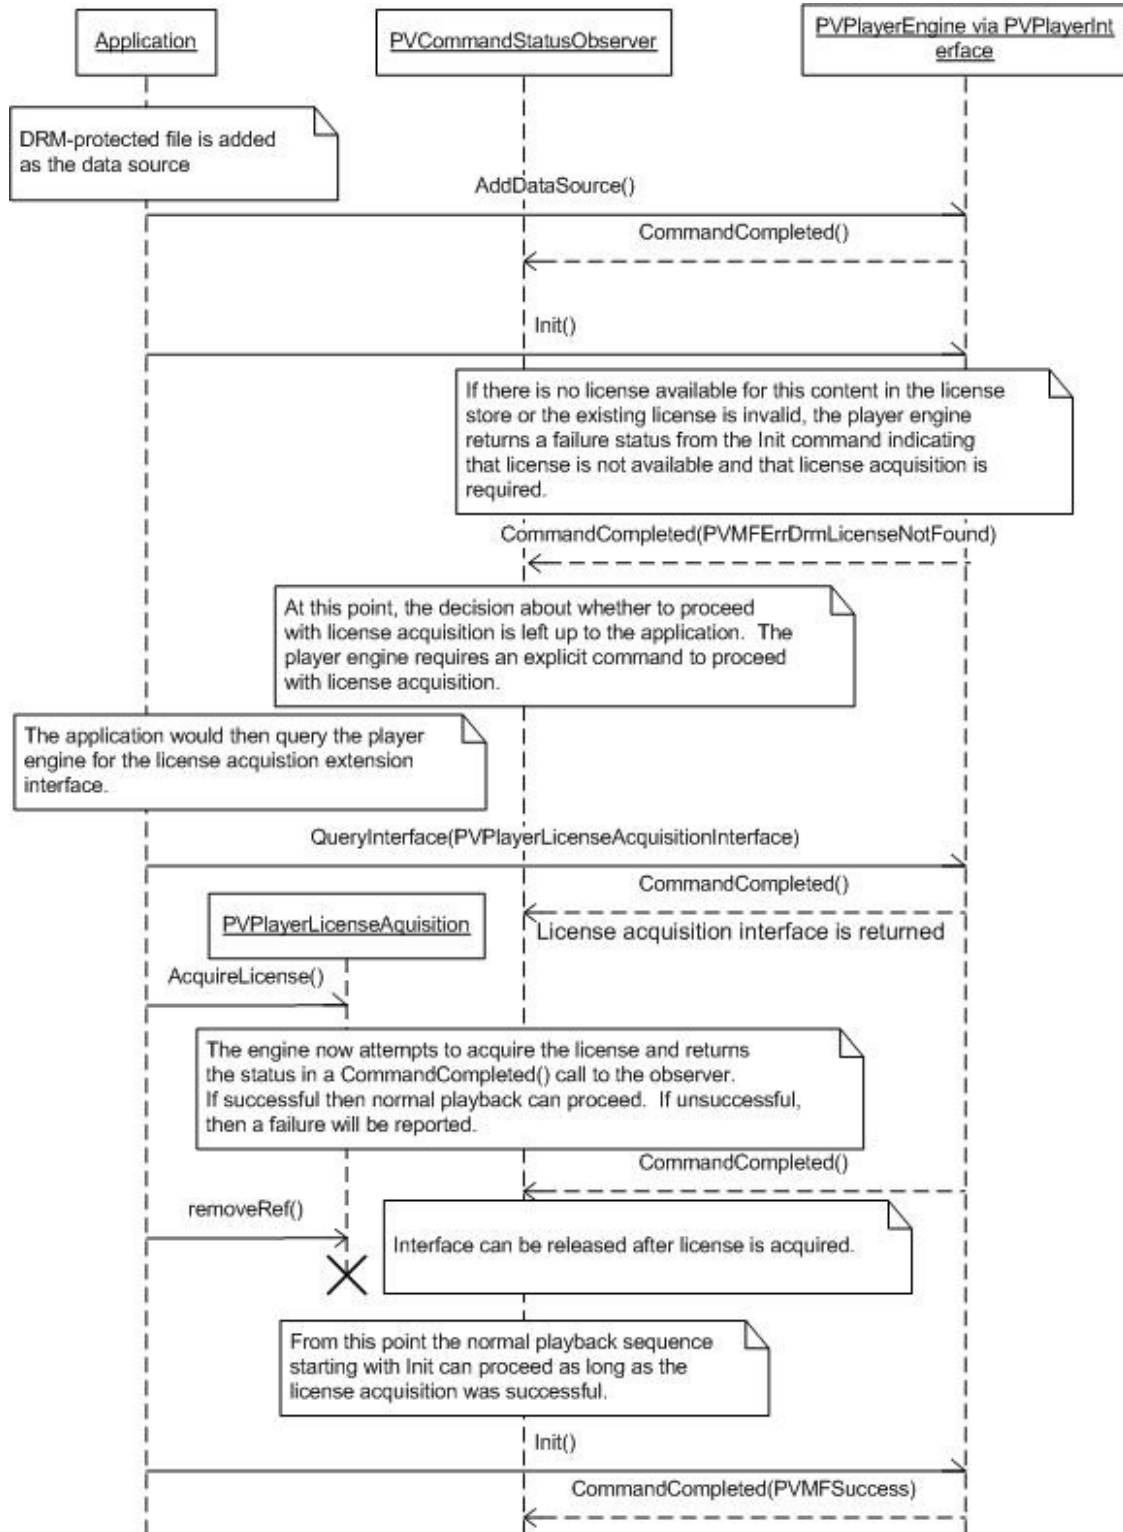 Application
PVCommandStatusObserver
PVPlayerEngine via PVPlayerInt
erface
DRM-protected file is added
as the data source
AddDataSource()
CommandCompleted()
Init()
If there is no license available for this content in the license
store or the existing license is invalid, the player engine
returns a failure status from the Init command indicating
that license is not available and that license acquisition is
required.
CommandCompleted(PVMFErrDrmLicenseNotFound)
At this point, the decision about whether to proceed
with license acquisition is left up to the application.  The
player engine requires an explicit command to proceed
with license acquisition.
The application would then query the player
engine for the license acquistion extension
interface.
QueryInterface(PVPlayerLicenseAcquisitionInterface)
CommandCompleted()
PVPlayerLicenseAquisition
License acquisition interface is returned
AcquireLicense()
The engine now attempts to acquire the license and returns
the status in a CommandCompleted() call to the observer.
If successful then normal playback can proceed.  If unsuccessful,
then a failure will be reported.
CommandCompleted()
removeRef()
Interface can be released after license is acquired.
From this point the normal playback sequence
starting with Init can proceed as long as the
license acquisition was successful.
Init()
CommandCompleted(PVMFSuccess)